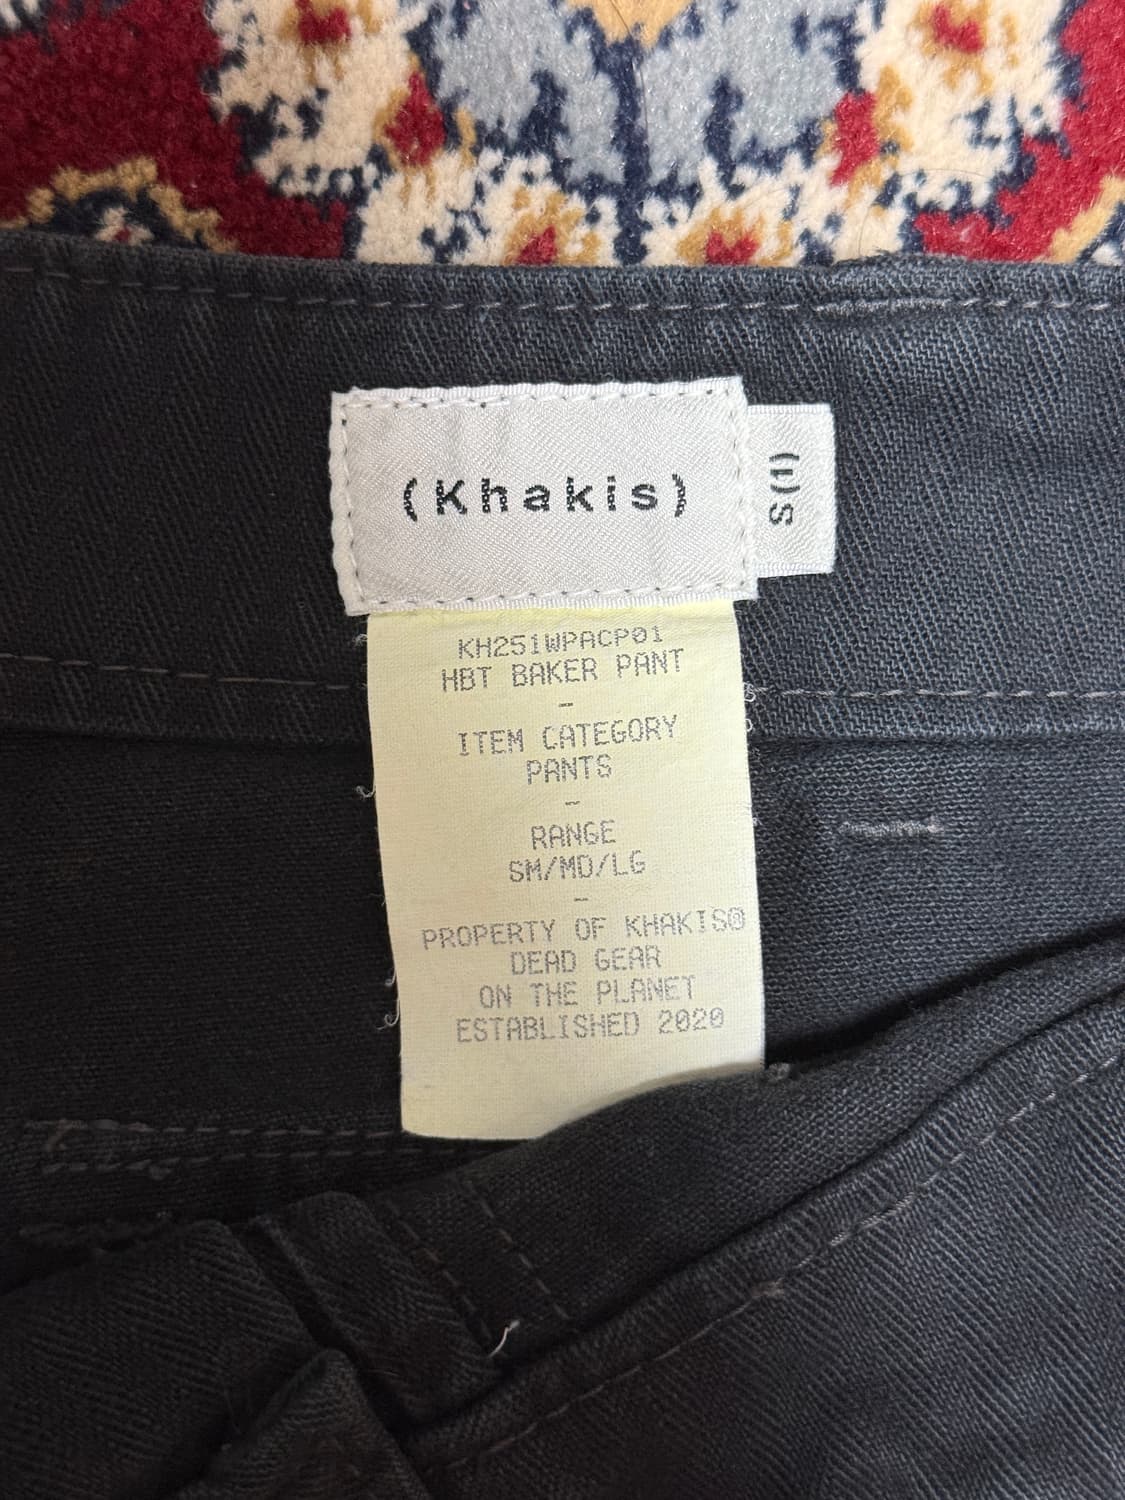 (Khakis)
S (1)
KH251WPACP01
HBT BAKER PANT
-
ITEM CATEGORY
PANTS
-
RANGE
SM/MD/LG
-
PROPERTY OF KHAKIS®
DEAD GEAR
ON THE PLANET
ESTABLISHED 2020